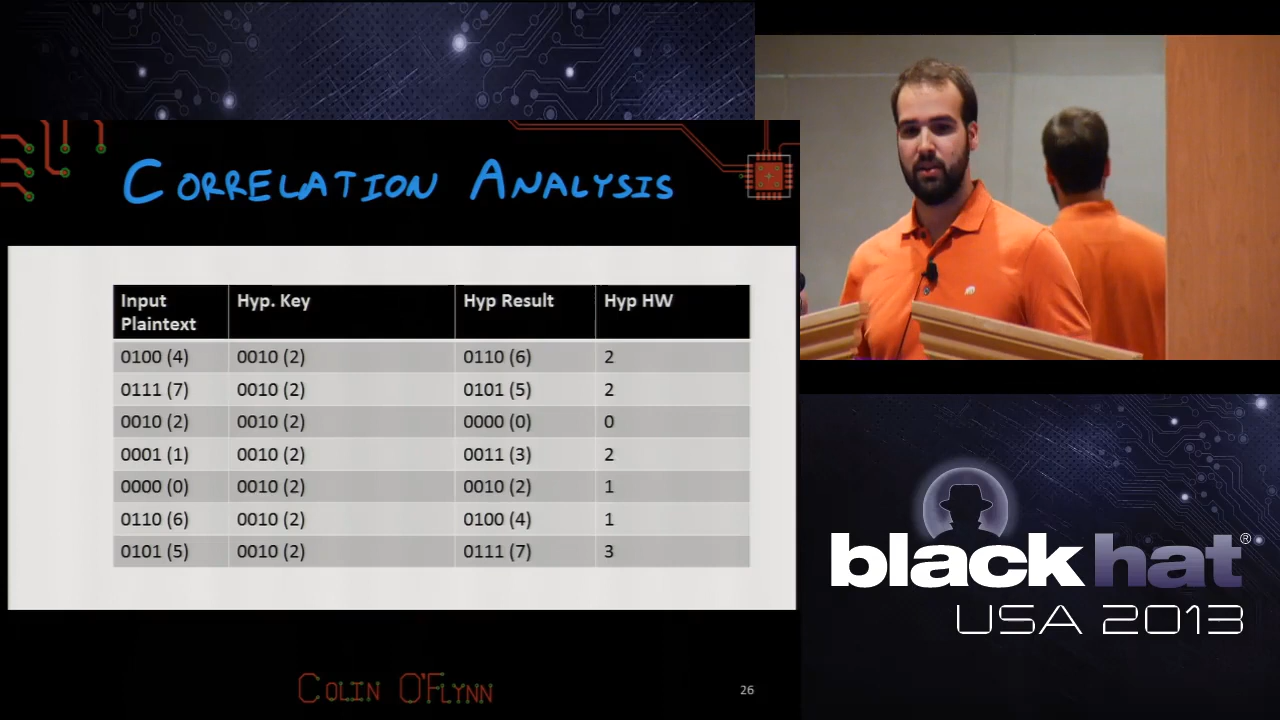 CORRELATION ANALYSIS
Input Plaintext Hyp. Key Hyp Result Hyp HW
0100 (4) 0010 (2) 0110 (6) 2
0111 (7) 0010 (2) 0101 (5) 2
0010 (2) 0010 (2) 0000 (0) 0
0001 (1) 0010 (2) 0011 (3) 2
0000 (0) 0010 (2) 0010 (2) 1
0110 (6) 0010 (2) 0100 (4) 1
0101 (5) 0010 (2) 0111 (7) 3
COLIN O'FLYNN
26
blackhat®
USA 2013